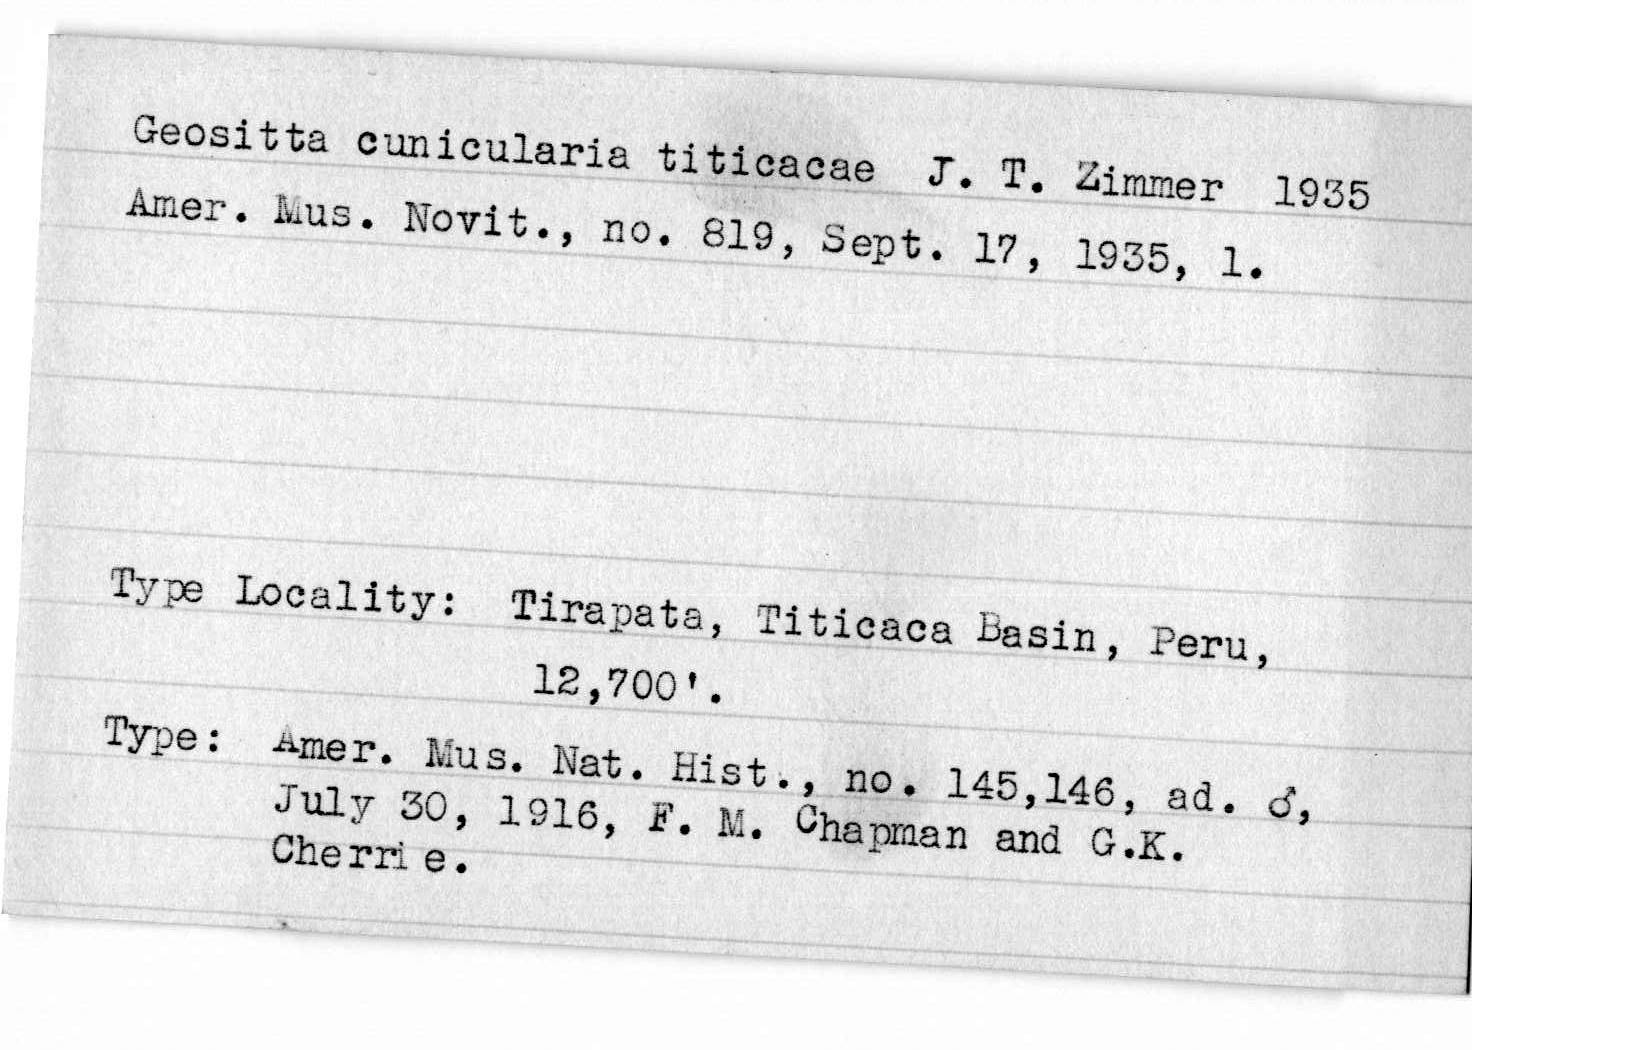 Geositta cunicularia titicacae J. T. Zimmer 1935
Amer. Mus. Novit., no. 819, Sept. 17, 1935, 1.
Type Locality: Tirapata, Titicaca Basin, Peru,
12,700'.
Type: Amer. Mus. Nat. Hist., no. 145,146, ad. ♂,
July 30, 1916, F. M. Chapman and G.K.
Cherrie.